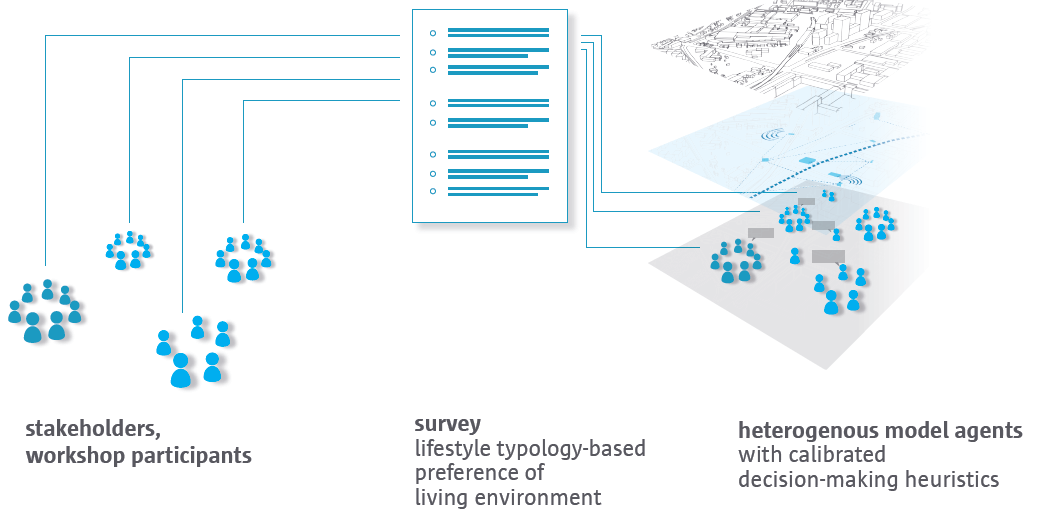 stakeholders,
workshop participants
survey
lifestyle typology-based
preference of
living environment
heterogenous model agents
with calibrated
decision-making heuristics